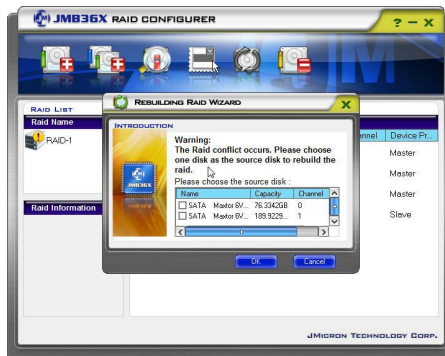 JMB36X RAID CONFIGURER
? – X
RAID LIST
Raid Name
RAID-1
Raid Information
Device Pr...
Master
Master
Master
Slave
REBUILDING RAID WIZARD
X
INTRODUCTION
JMB36X
Warning:
The Raid conflict occurs. Please choose
one disk as the source disk to rebuild the
raid.
Please choose the source disk :
Name Capacity Channel
SATA Maxtor 6V... 76.3342GB 0
SATA Maxtor 6V... 189.9229... 1
OK Cancel
JMICRON TECHNOLOGY CORP.